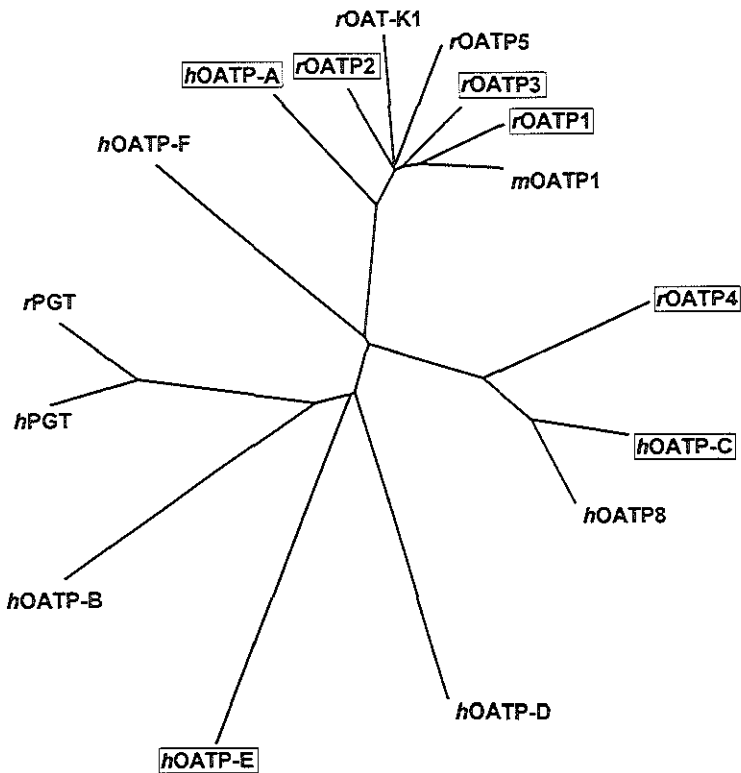 rOAT-K1
rOATP5
rOATP2
hOATP-A
rOATP3
rOATP1
hOATP-F
mOATP1
rPGT
rOATP4
hPGT
hOATP-C
hOATP8
hOATP-B
hOATP-D
hOATP-E